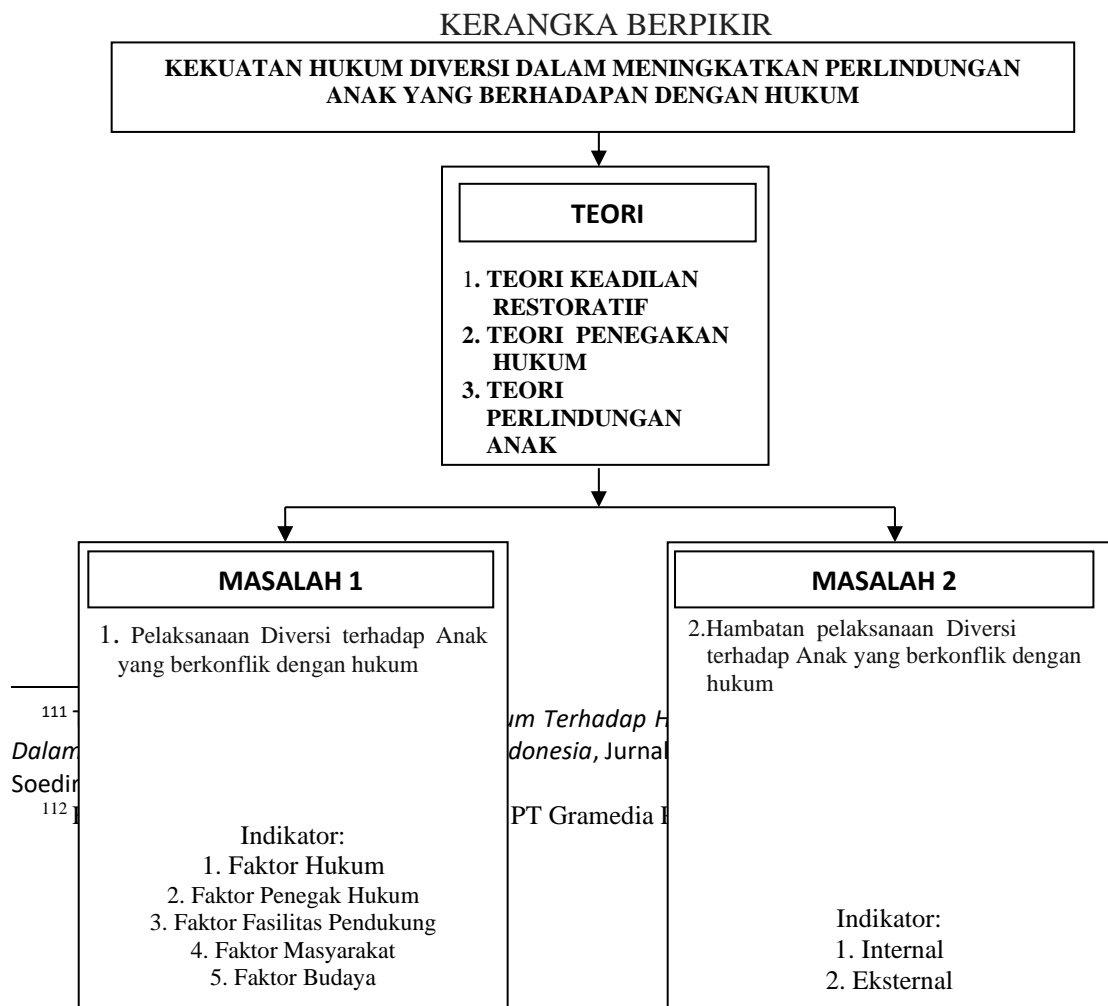 KERANGKA BERPIKIR
KEKUATAN HUKUM DIVERSI DALAM MENINGKATKAN PERLINDUNGAN
ANAK YANG BERHADAPAN DENGAN HUKUM
TEORI
1. TEORI KEADILAN
RESTORATIF
2. TEORI PENEGAKAN
HUKUM
3. TEORI
PERLINDUNGAN
ANAK
MASALAH 1
1. Pelaksanaan Diversi terhadap Anak
yang berkonflik dengan hukum
Indikator:
1. Faktor Hukum
2. Faktor Penegak Hukum
3. Faktor Fasilitas Pendukung
4. Faktor Masyarakat
5. Faktor Budaya
MASALAH 2
2.Hambatan pelaksanaan Diversi
terhadap Anak yang berkonflik dengan
hukum
Indikator:
1. Internal
2. Eksternal
111 Terhadap
Dalam , Jurnal
112 PT Gramedia